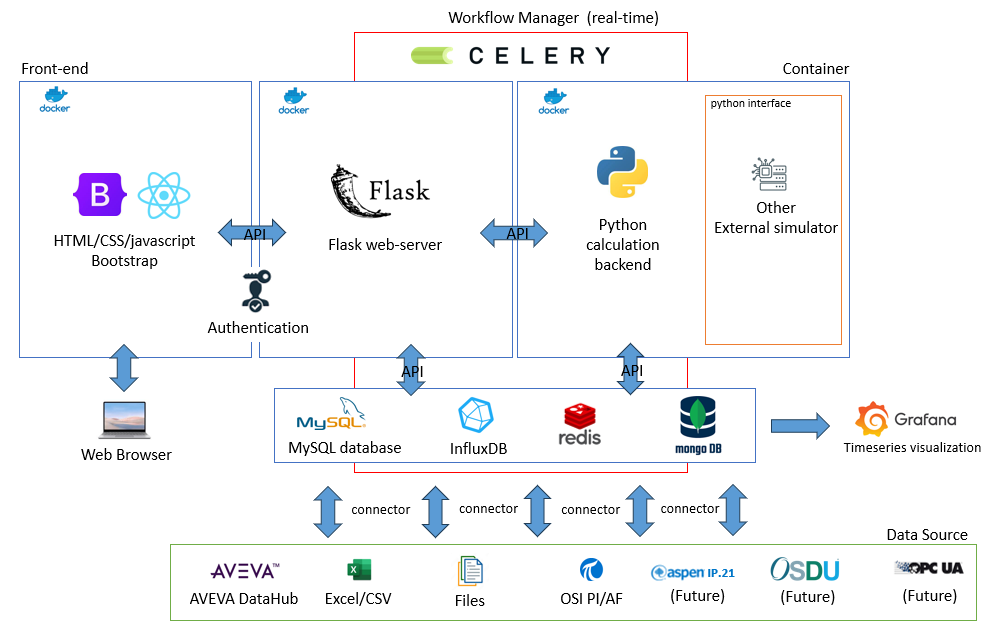 Workflow Manager (real-time)
CELERY
Front-end
Container
docker
docker
docker
python interface
B
Flask
HTML/CSS/javascript
Bootstrap
API
Flask web-server
API
Python
calculation
backend
Other
External simulator
Authentication
API
API
MySQL
MySQL database
InfluxDB
redis
mongo DB
Grafana
Timeseries visualization
Web Browser
connector
connector
connector
connector
Data Source
AVEVA™
AVEVA DataHub
X
Excel/CSV
Files
OSI PI/AF
aspen IP.21
(Future)
OSDU
(Future)
OPC UA
(Future)